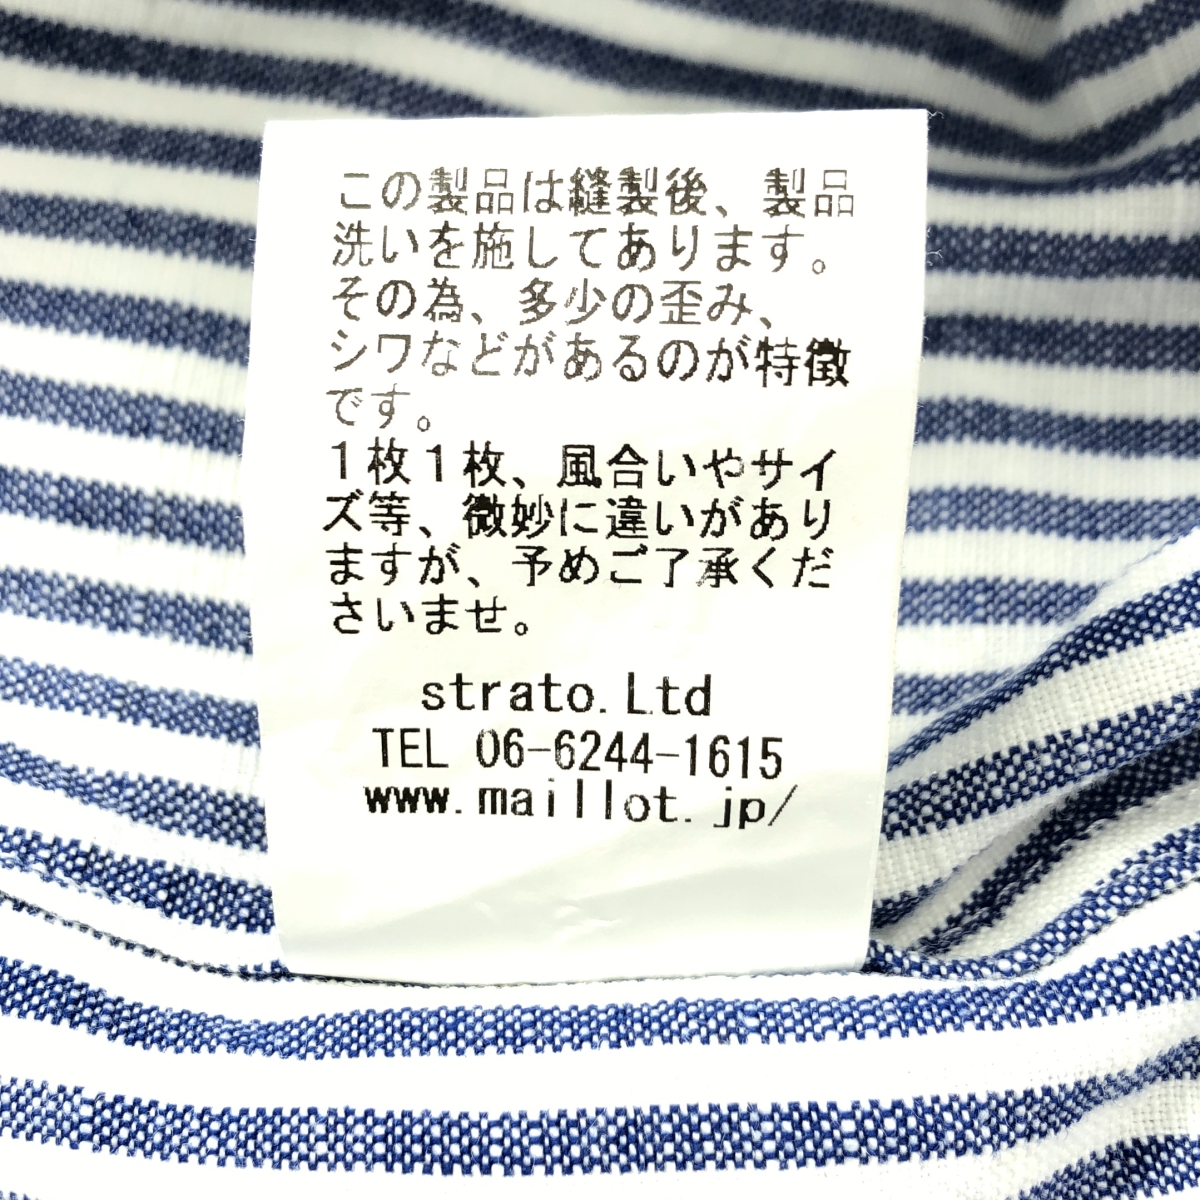 この製品は縫製後、製品
洗いを施してあります。
その為、多少の歪み、
シワなどがあるのが特徴
です。
1枚1枚、風合いやサイ
ズ等、微妙に違いがあり
ますが、予めご了承くだ
さいませ。
strato.Ltd
TEL 06-6244-1615
www.maillot.jp/